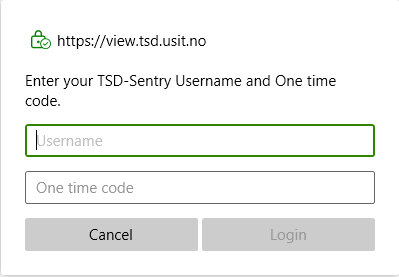 https://view.tsd.usit.no
Enter your TSD-Sentry Username and One time
code.
Username
One time code
Cancel
Login